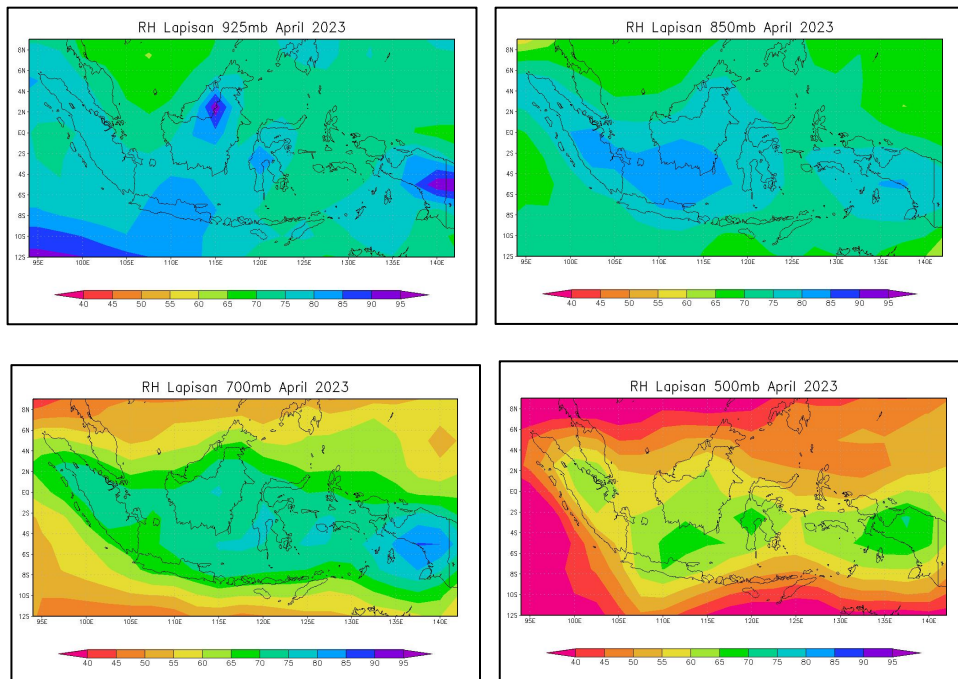 RH Lapisan 925mb April 2023
8N
6N
4N
2N
EQ
2S
4S
6S
8S
10S
12S
95E 100E 105E 110E 115E 120E 125E 130E 135E 140E
40 45 50 55 60 65 70 75 80 85 90 95
RH Lapisan 850mb April 2023
8N
6N
4N
2N
EQ
2S
4S
6S
8S
10S
12S
95E 100E 105E 110E 115E 120E 125E 130E 135E 140E
40 45 50 55 60 65 70 75 80 85 90 95
RH Lapisan 700mb April 2023
8N
6N
4N
2N
EQ
2S
4S
6S
8S
10S
12S
95E 100E 105E 110E 115E 120E 125E 130E 135E 140E
40 45 50 55 60 65 70 75 80 85 90 95
RH Lapisan 500mb April 2023
8N
6N
4N
2N
EQ
2S
4S
6S
8S
10S
12S
95E 100E 105E 110E 115E 120E 125E 130E 135E 140E
40 45 50 55 60 65 70 75 80 85 90 95